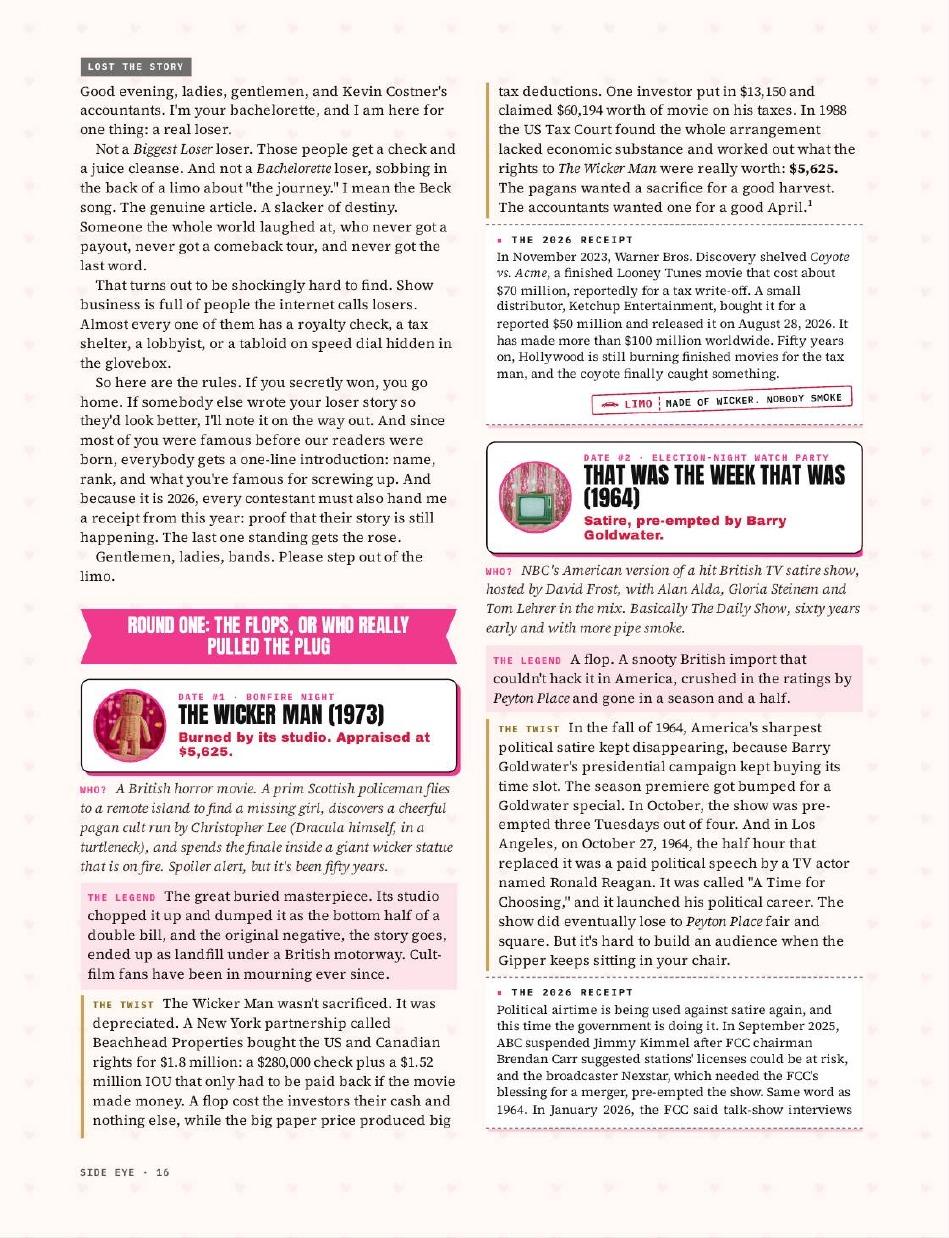 LOST THE STORY
Good evening, ladies, gentlemen, and Kevin Costner's
accountants. I'm your bachelorette, and I am here for
one thing: a real loser.
Not a Biggest Loser loser. Those people get a check and
a juice cleanse. And not a Bachelorette loser, sobbing in
the back of a limo about "the journey." I mean the Beck
song. The genuine article. A slacker of destiny.
Someone the whole world laughed at, who never got a
payout, never got a comeback tour, and never got the
last word.
That turns out to be shockingly hard to find. Show
business is full of people the internet calls losers.
Almost every one of them has a royalty check, a tax
shelter, a lobbyist, or a tabloid on speed dial hidden in
the glovebox.
So here are the rules. If you secretly won, you go
home. If somebody else wrote your loser story so
they'd look better, I'll note it on the way out. And since
most of you were famous before our readers were
born, everybody gets a one-line introduction: name,
rank, and what you're famous for screwing up. And
because it is 2026, every contestant must also hand me
a receipt from this year: proof that their story is still
happening. The last one standing gets the rose.
Gentlemen, ladies, bands. Please step out of the
limo.
ROUND ONE: THE FLOPS, OR WHO REALLY
PULLED THE PLUG
DATE #1 · BONFIRE NIGHT
THE WICKER MAN (1973)
Burned by its studio. Appraised at
$5,625.
WHO? A British horror movie. A prim Scottish policeman flies
to a remote island to find a missing girl, discovers a cheerful
pagan cult run by Christopher Lee (Dracula himself, in a
turtleneck), and spends the finale inside a giant wicker statue
that is on fire. Spoiler alert, but it's been fifty years.
THE LEGEND The great buried masterpiece. Its studio
chopped it up and dumped it as the bottom half of a
double bill, and the original negative, the story goes,
ended up as landfill under a British motorway. Cult-
film fans have been in mourning ever since.
THE TWIST The Wicker Man wasn't sacrificed. It was
depreciated. A New York partnership called
Beachhead Properties bought the US and Canadian
rights for $1.8 million: a $280,000 check plus a $1.52
million IOU that only had to be paid back if the movie
made money. A flop cost the investors their cash and
nothing else, while the big paper price produced big
tax deductions. One investor put in $13,150 and
claimed $60,194 worth of movie on his taxes. In 1988
the US Tax Court found the whole arrangement
lacked economic substance and worked out what the
rights to The Wicker Man were really worth: $5,625.
The pagans wanted a sacrifice for a good harvest.
The accountants wanted one for a good April.¹
▪ THE 2026 RECEIPT
In November 2023, Warner Bros. Discovery shelved Coyote
vs. Acme, a finished Looney Tunes movie that cost about
$70 million, reportedly for a tax write-off. A small
distributor, Ketchup Entertainment, bought it for a
reported $50 million and released it on August 28, 2026. It
has made more than $100 million worldwide. Fifty years
on, Hollywood is still burning finished movies for the tax
man, and the coyote finally caught something.
LIMO MADE OF WICKER. NOBODY SMOKE
DATE #2 · ELECTION-NIGHT WATCH PARTY
THAT WAS THE WEEK THAT WAS
(1964)
Satire, pre-empted by Barry
Goldwater.
WHO? NBC's American version of a hit British TV satire show,
hosted by David Frost, with Alan Alda, Gloria Steinem and
Tom Lehrer in the mix. Basically The Daily Show, sixty years
early and with more pipe smoke.
THE LEGEND A flop. A snooty British import that
couldn't hack it in America, crushed in the ratings by
Peyton Place and gone in a season and a half.
THE TWIST In the fall of 1964, America's sharpest
political satire kept disappearing, because Barry
Goldwater's presidential campaign kept buying its
time slot. The season premiere got bumped for a
Goldwater special. In October, the show was pre-
empted three Tuesdays out of four. And in Los
Angeles, on October 27, 1964, the half hour that
replaced it was a paid political speech by a TV actor
named Ronald Reagan. It was called "A Time for
Choosing," and it launched his political career. The
show did eventually lose to Peyton Place fair and
square. But it's hard to build an audience when the
Gipper keeps sitting in your chair.
▪ THE 2026 RECEIPT
Political airtime is being used against satire again, and
this time the government is doing it. In September 2025,
ABC suspended Jimmy Kimmel after FCC chairman
Brendan Carr suggested stations' licenses could be at risk,
and the broadcaster Nexstar, which needed the FCC's
blessing for a merger, pre-empted the show. Same word as
1964. In January 2026, the FCC said talk-show interviews
SIDE EYE · 16